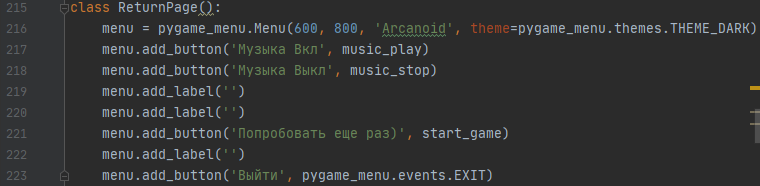 215 class ReturnPage():
216 menu = pygame_menu.Menu(600, 800, 'Arcanoid', theme=pygame_menu.themes.THEME_DARK)
217 menu.add_button('Музыка Вкл', music_play)
218 menu.add_button('Музыка Выкл', music_stop)
219 menu.add_label('')
220 menu.add_label('')
221 menu.add_button('Попробовать еще раз)', start_game)
222 menu.add_label('')
223 menu.add_button('Выйти', pygame_menu.events.EXIT)